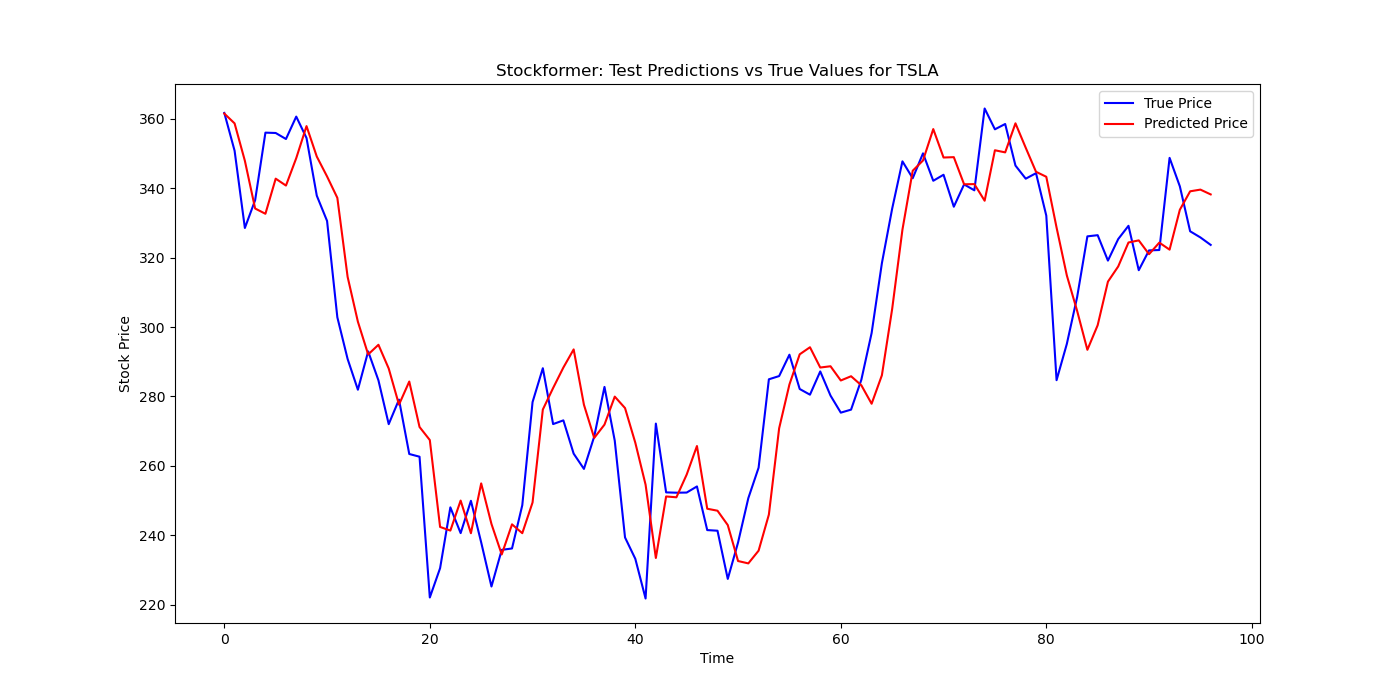 Stockformer: Test Predictions vs True Values for TSLA
True Price
Predicted Price
Stock Price
360
340
320
300
280
260
240
220
0 20 40 60 80 100
Time